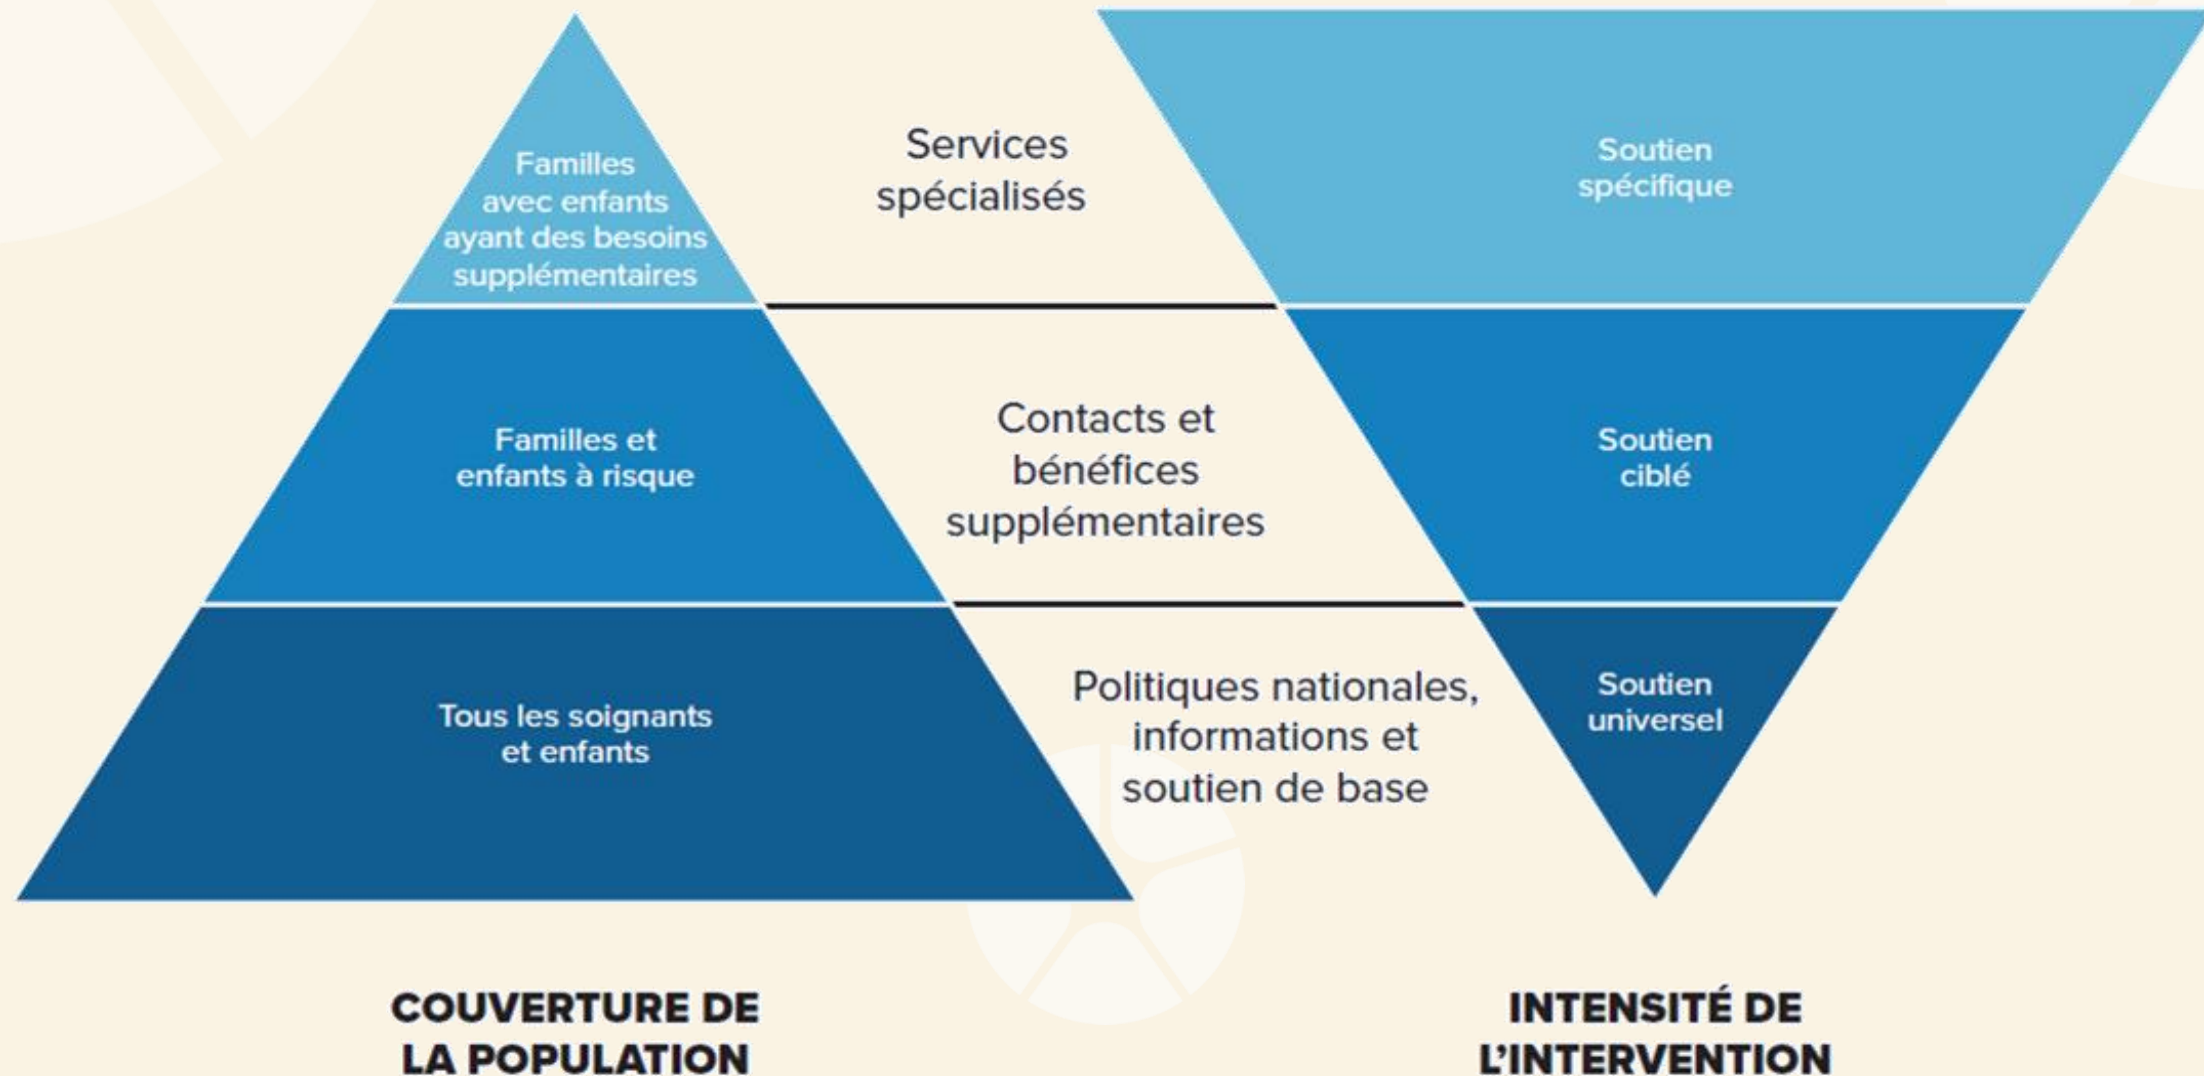 Familles
avec enfants
ayant des besoins
supplémentaires
Services
spécialisés
Soutien
spécifique
Familles et
enfants à risque
Contacts et
bénéfices
supplémentaires
Soutien
ciblé
Tous les soignants
et enfants
Politiques nationales,
informations et
soutien de base
Soutien
universel
COUVERTURE DE
LA POPULATION
INTENSITÉ DE
L’INTERVENTION